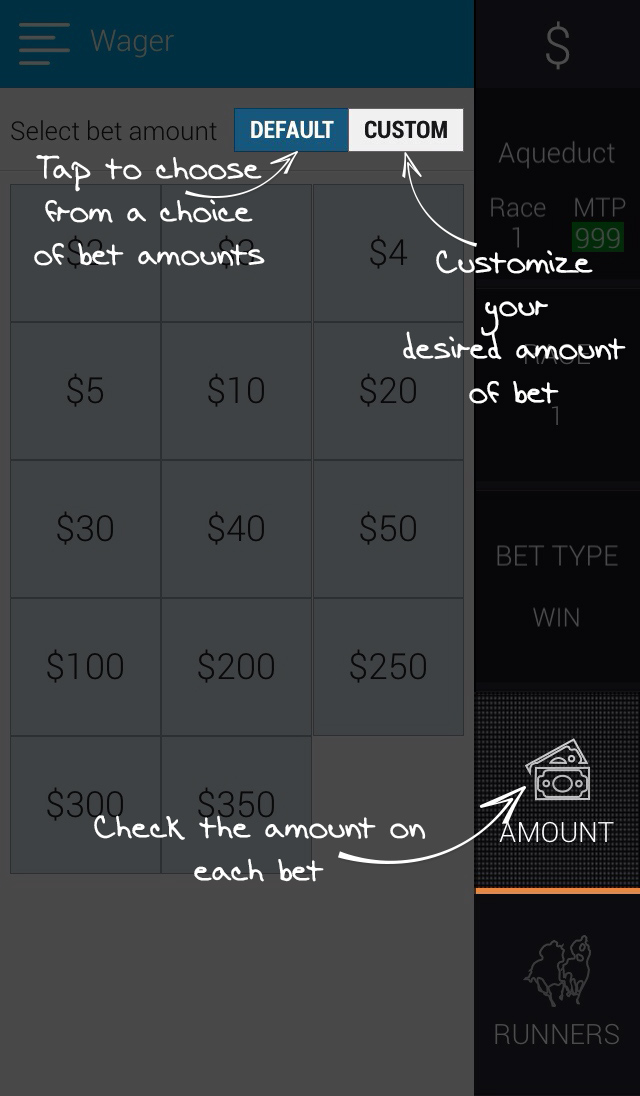 Wager
$
Select bet amount
DEFAULT
CUSTOM
Tap to choose
from a choice
of bet amounts
Customize
your
desired amount
of bet
Aqueduct
Race
MTP
1
999
RACE
1
$2
$3
$4
$5
$10
$20
$30
$40
$50
$100
$200
$250
$300
$350
BET TYPE
WIN
Check the amount on
each bet
AMOUNT
RUNNERS